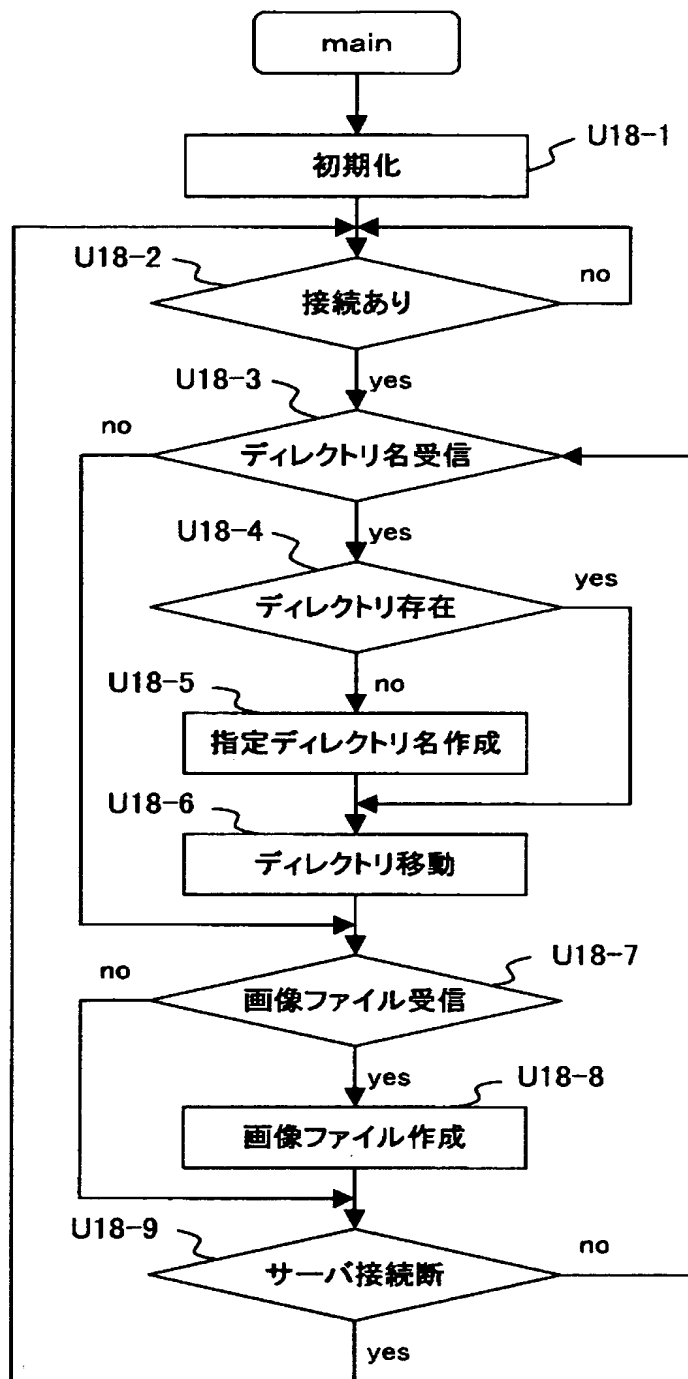 main
U18-1
初期化
U18-2
接続あり
no
yes
U18-3
no
ディレクトリ名受信
yes
U18-4
yes
ディレクトリ存在
no
U18-5
指定ディレクトリ名作成
U18-6
ディレクトリ移動
U18-7
no
画像ファイル受信
yes
U18-8
画像ファイル作成
U18-9
no
サーバ接続断
yes